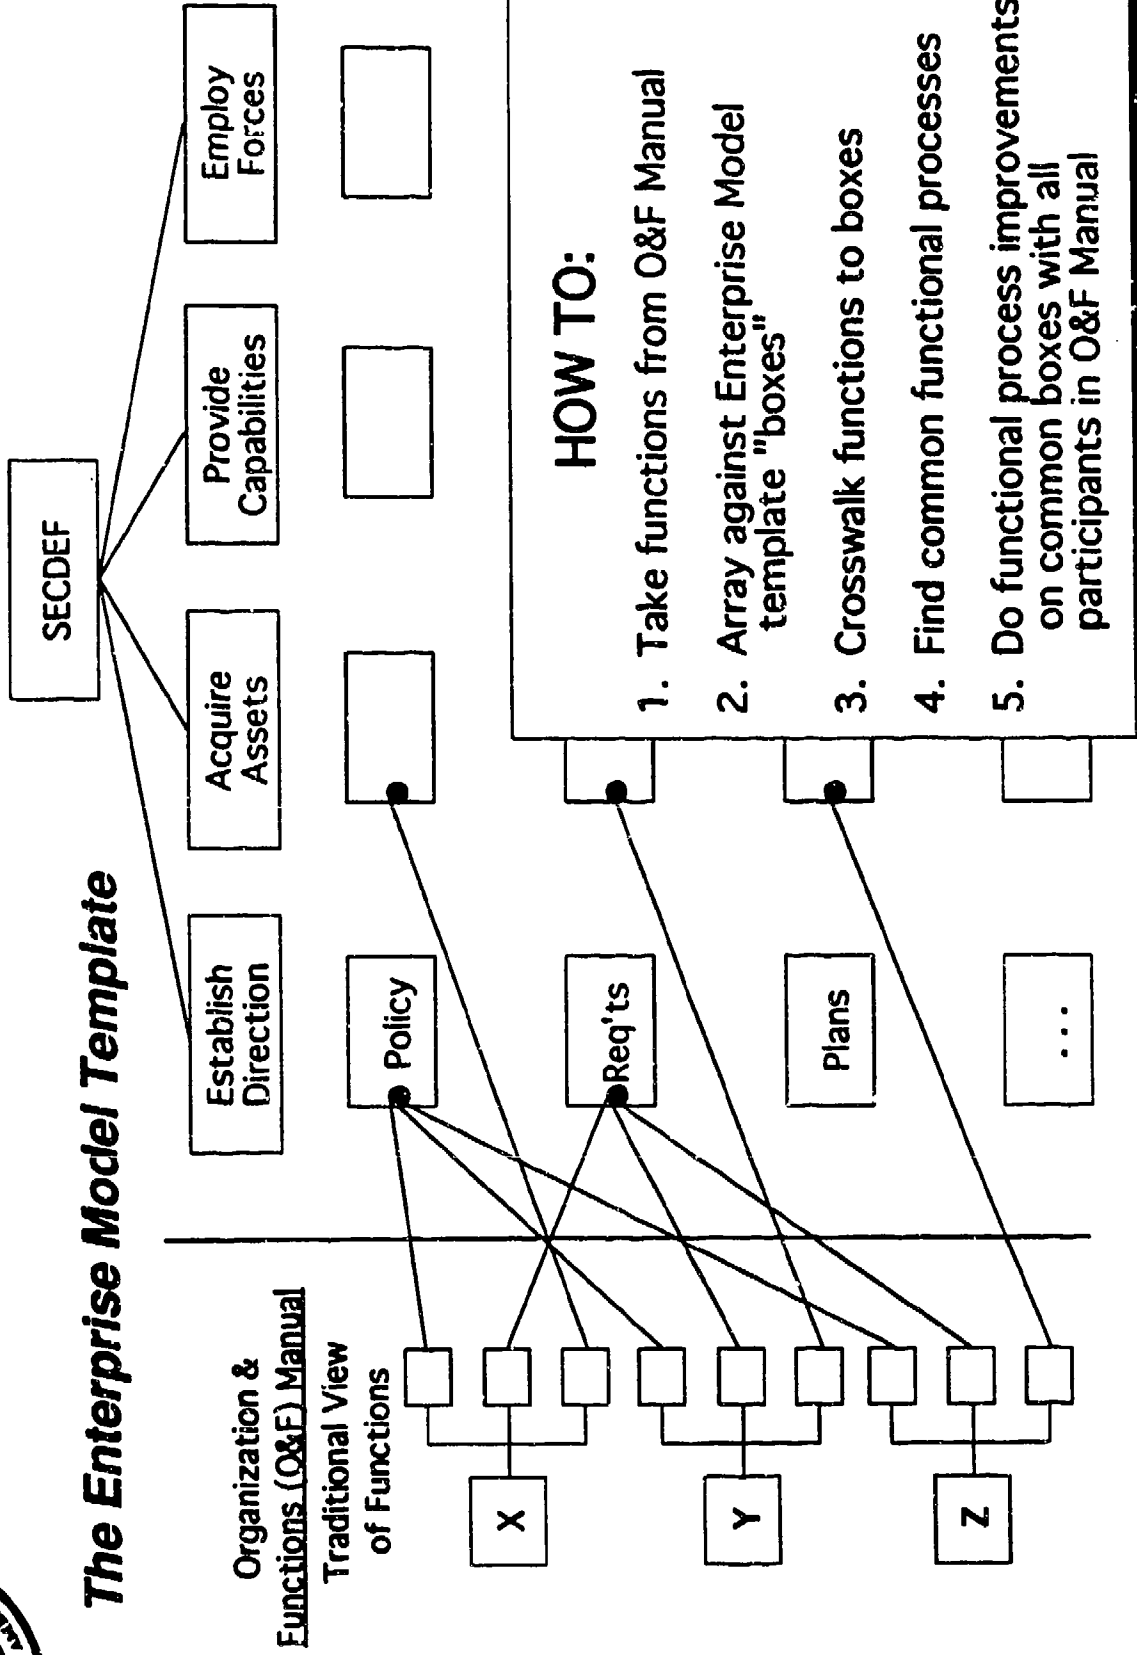 The Enterprise Model Template
SECDEF
Establish
Direction
Acquire
Assets
Provide
Capabilities
Employ
Forces
Organization &
Functions (O&F) Manual
Traditional View
of Functions
X
Y
Z
Policy
Req'ts
Plans
...
HOW TO:
1. Take functions from O&F Manual
2. Array against Enterprise Model
template "boxes"
3. Crosswalk functions to boxes
4. Find common functional processes
5. Do functional process improvements
on common boxes with all
participants in O&F Manual